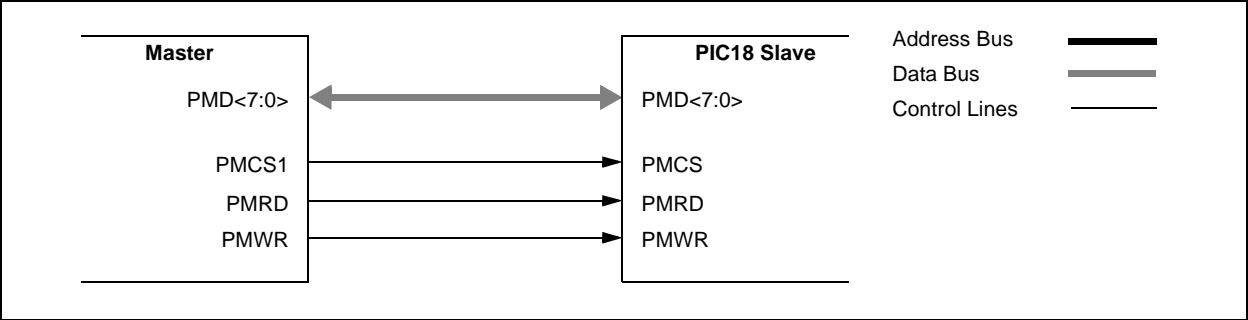 Master
PMD<7:0>
PMCS1
PMRD
PMWR
PIC18 Slave
PMD<7:0>
PMCS
PMRD
PMWR
Address Bus
Data Bus
Control Lines